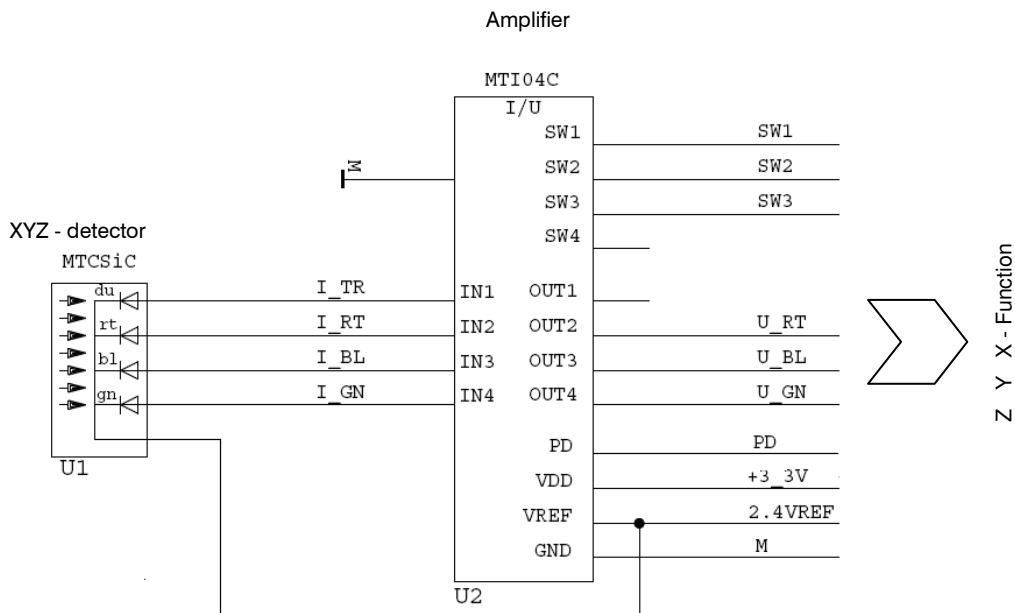 Amplifier
MTI04C
I/U
SW1 SW1
M
SW2 SW2
SW3 SW3
XYZ - detector
SW4
MTCSiC
du I_TR IN1 OUT1
rt I_RT IN2 OUT2 U_RT
bl I_BL IN3 OUT3 U_BL
gn I_GN IN4 OUT4 U_GN
Z Y X - Function
PD PD
U1
VDD +3_3V
VREF 2.4VREF
GND M
U2